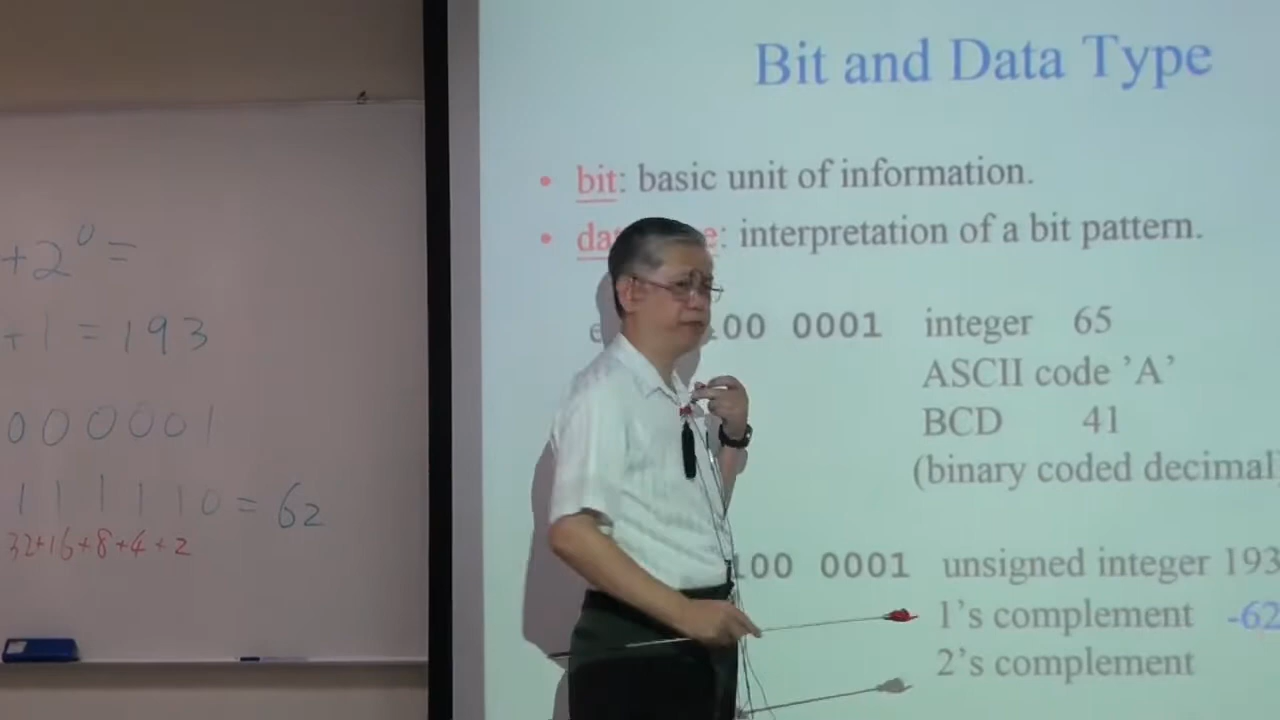 +2⁰ =
+1 = 193
000001
111110 = 62
32+16+8+4+2
Bit and Data Type
• bit: basic unit of information.
• : interpretation of a bit pattern.
00 0001 integer 65
ASCII code 'A'
BCD 41
(binary coded decimal)
100 0001 unsigned integer 193
1's complement -62
2's complement